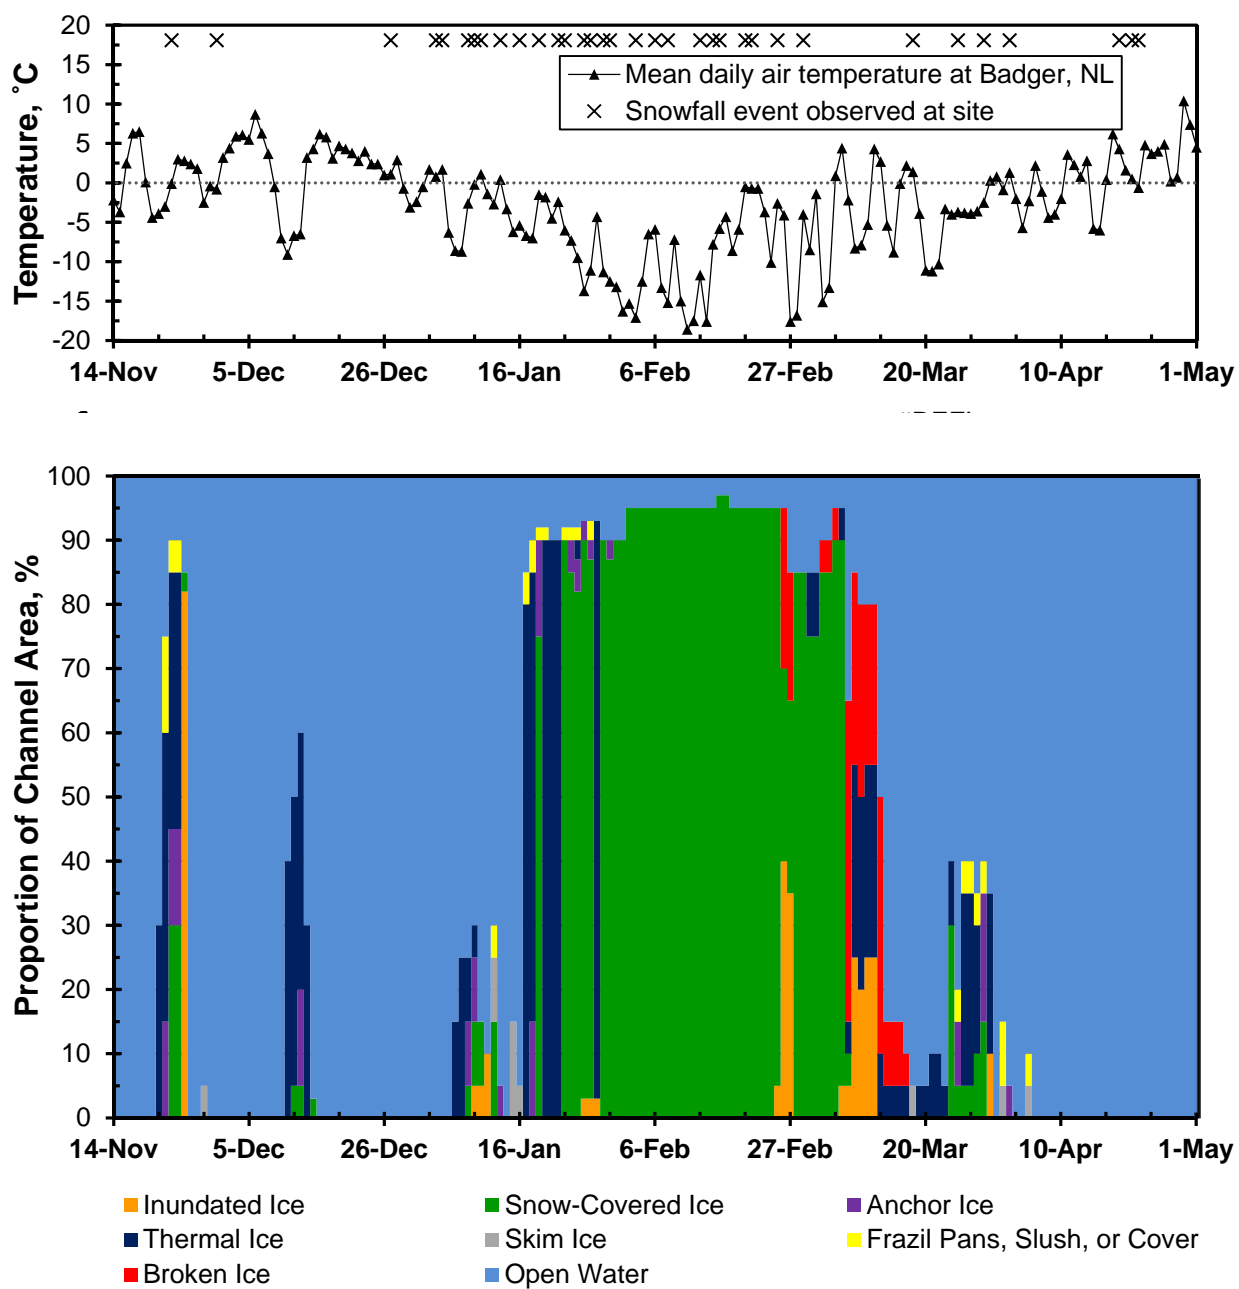 20
15
10
5
0
-5
-10
-15
-20
Temperature, °C
Mean daily air temperature at Badger, NL
Snowfall event observed at site
14-Nov 5-Dec 26-Dec 16-Jan 6-Feb 27-Feb 20-Mar 10-Apr 1-May
100
90
80
70
60
50
40
30
20
10
0
Proportion of Channel Area, %
14-Nov 5-Dec 26-Dec 16-Jan 6-Feb 27-Feb 20-Mar 10-Apr 1-May
Inundated Ice Snow-Covered Ice Anchor Ice
Thermal Ice Skim Ice Frazil Pans, Slush, or Cover
Broken Ice Open Water